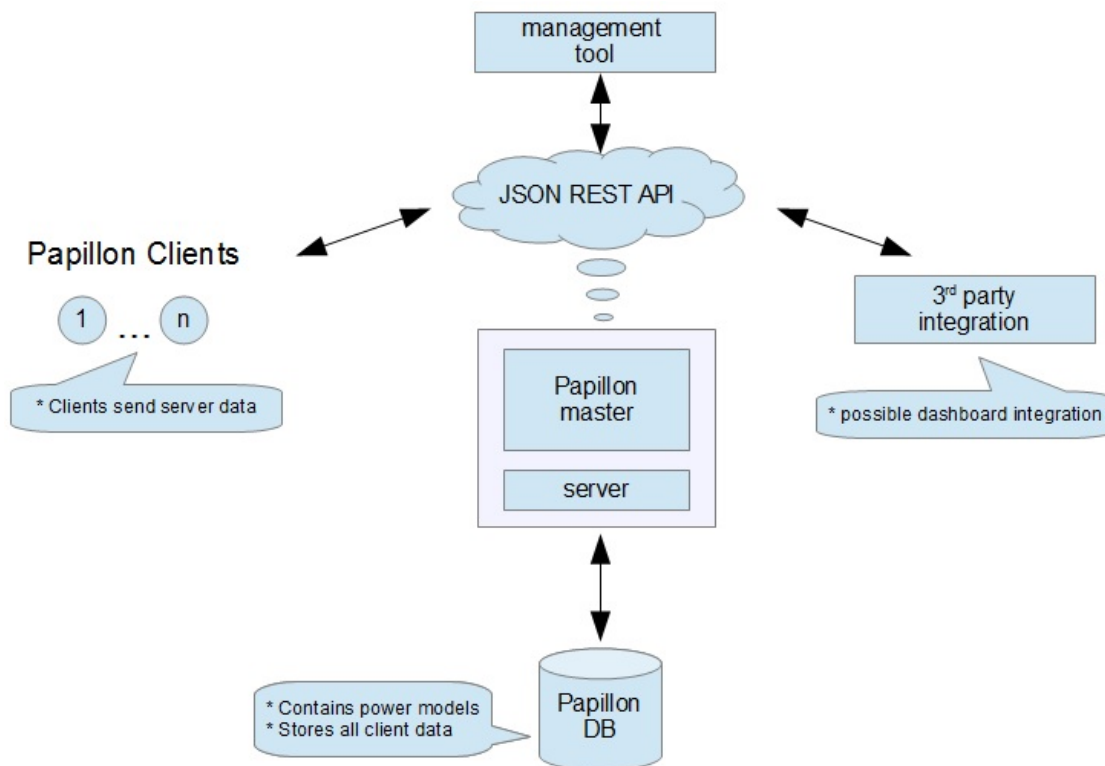 management
tool
JSON REST API
Papillon Clients
1 ... n
* Clients send server data
3rd party
integration
* possible dashboard integration
Papillon
master
server
* Contains power models
* Stores all client data
Papillon
DB